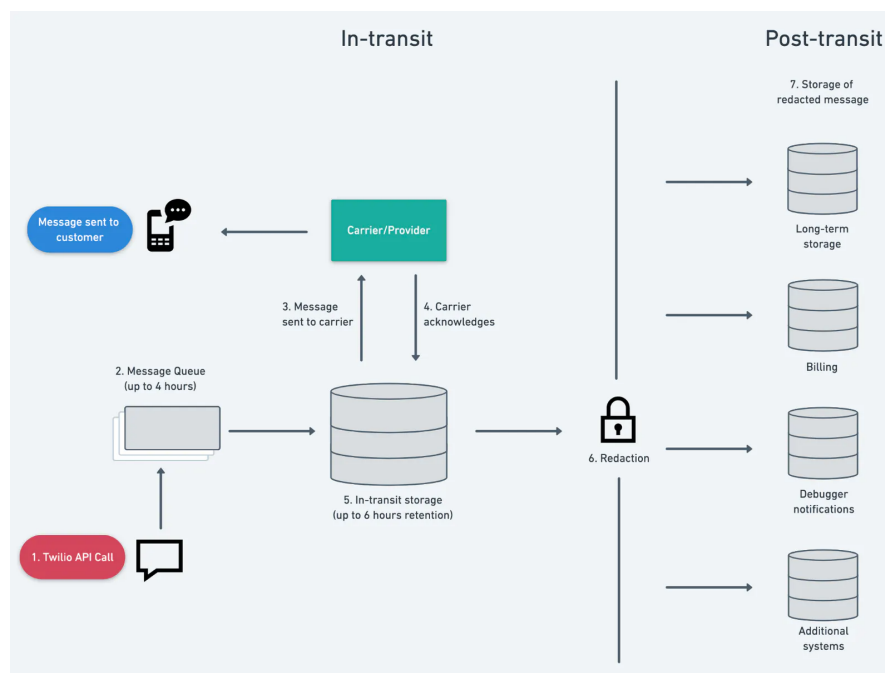 In-transit
Post-transit
7. Storage of
redacted message
Message sent to
customer
Carrier/Provider
Long-term
storage
3. Message
sent to carrier
4. Carrier
acknowledges
2. Message Queue
(up to 4 hours)
Billing
6. Redaction
5. In-transit storage
(up to 6 hours retention)
Debugger
notifications
1. Twilio API Call
Additional
systems